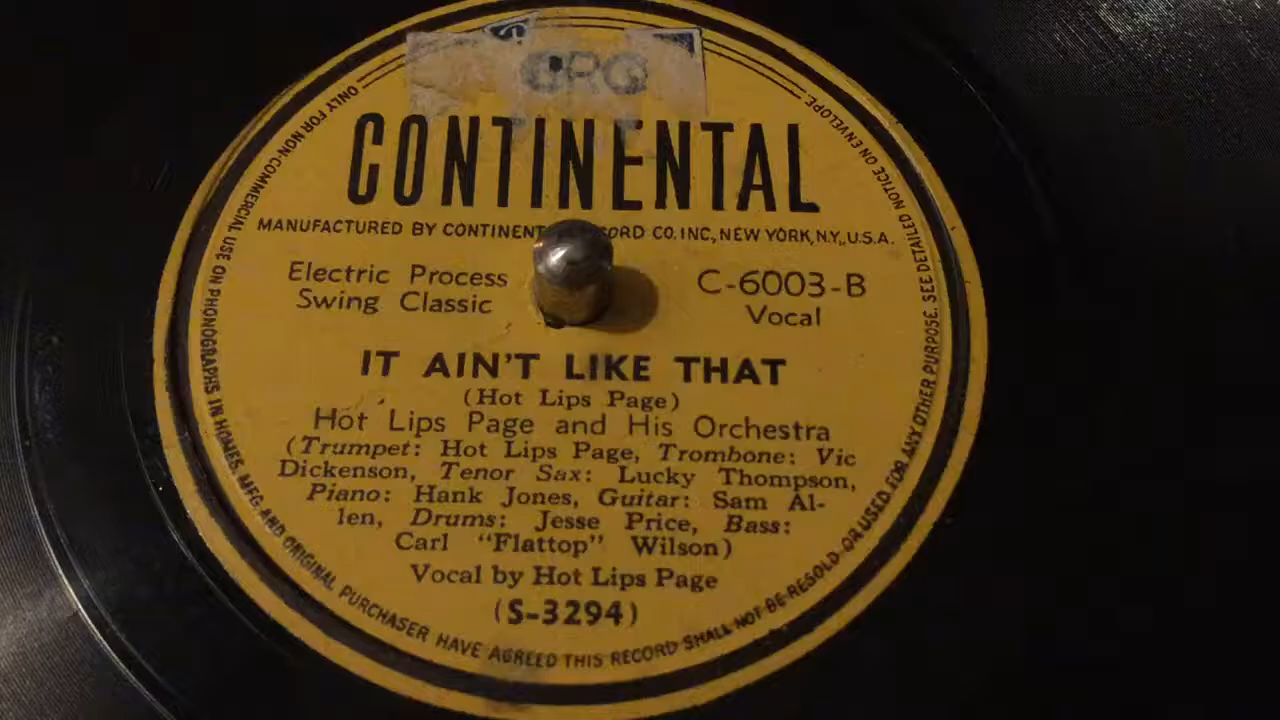 ORG
CONTINENTAL
MANUFACTURED BY CONTINENT ORD CO. INC., NEW YORK, N.Y., U.S.A.
Electric Process
Swing Classic
C-6003-B
Vocal
IT AIN'T LIKE THAT
(Hot Lips Page)
Hot Lips Page and His Orchestra
(Trumpet: Hot Lips Page, Trombone: Vic
Dickenson, Tenor Sax: Lucky Thompson,
Piano: Hank Jones, Guitar: Sam Al-
len, Drums: Jesse Price, Bass:
Carl "Flattop" Wilson)
Vocal by Hot Lips Page
(S-3294)
ONLY FOR NON-COMMERCIAL USE ON PHONOGRAPHS IN HOMES. MFG. AND ORIGINAL PURCHASER HAVE AGREED THIS RECORD SHALL NOT BE RESOLD OR USED FOR ANY OTHER PURPOSE. SEE DETAILED NOTICE ON ENVELOPE.